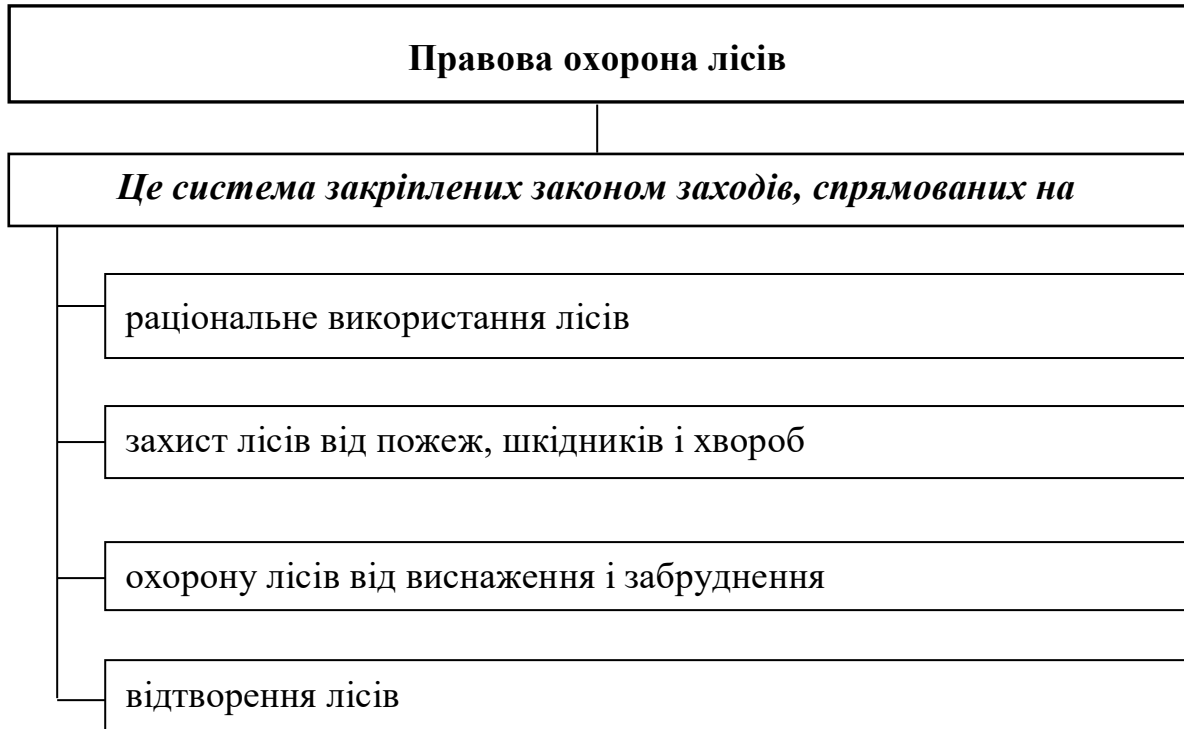 Правова охорона лісів
Це система закріплених законом заходів, спрямованих на
раціональне використання лісів
захист лісів від пожеж, шкідників і хвороб
охорону лісів від виснаження і забруднення
відтворення лісів